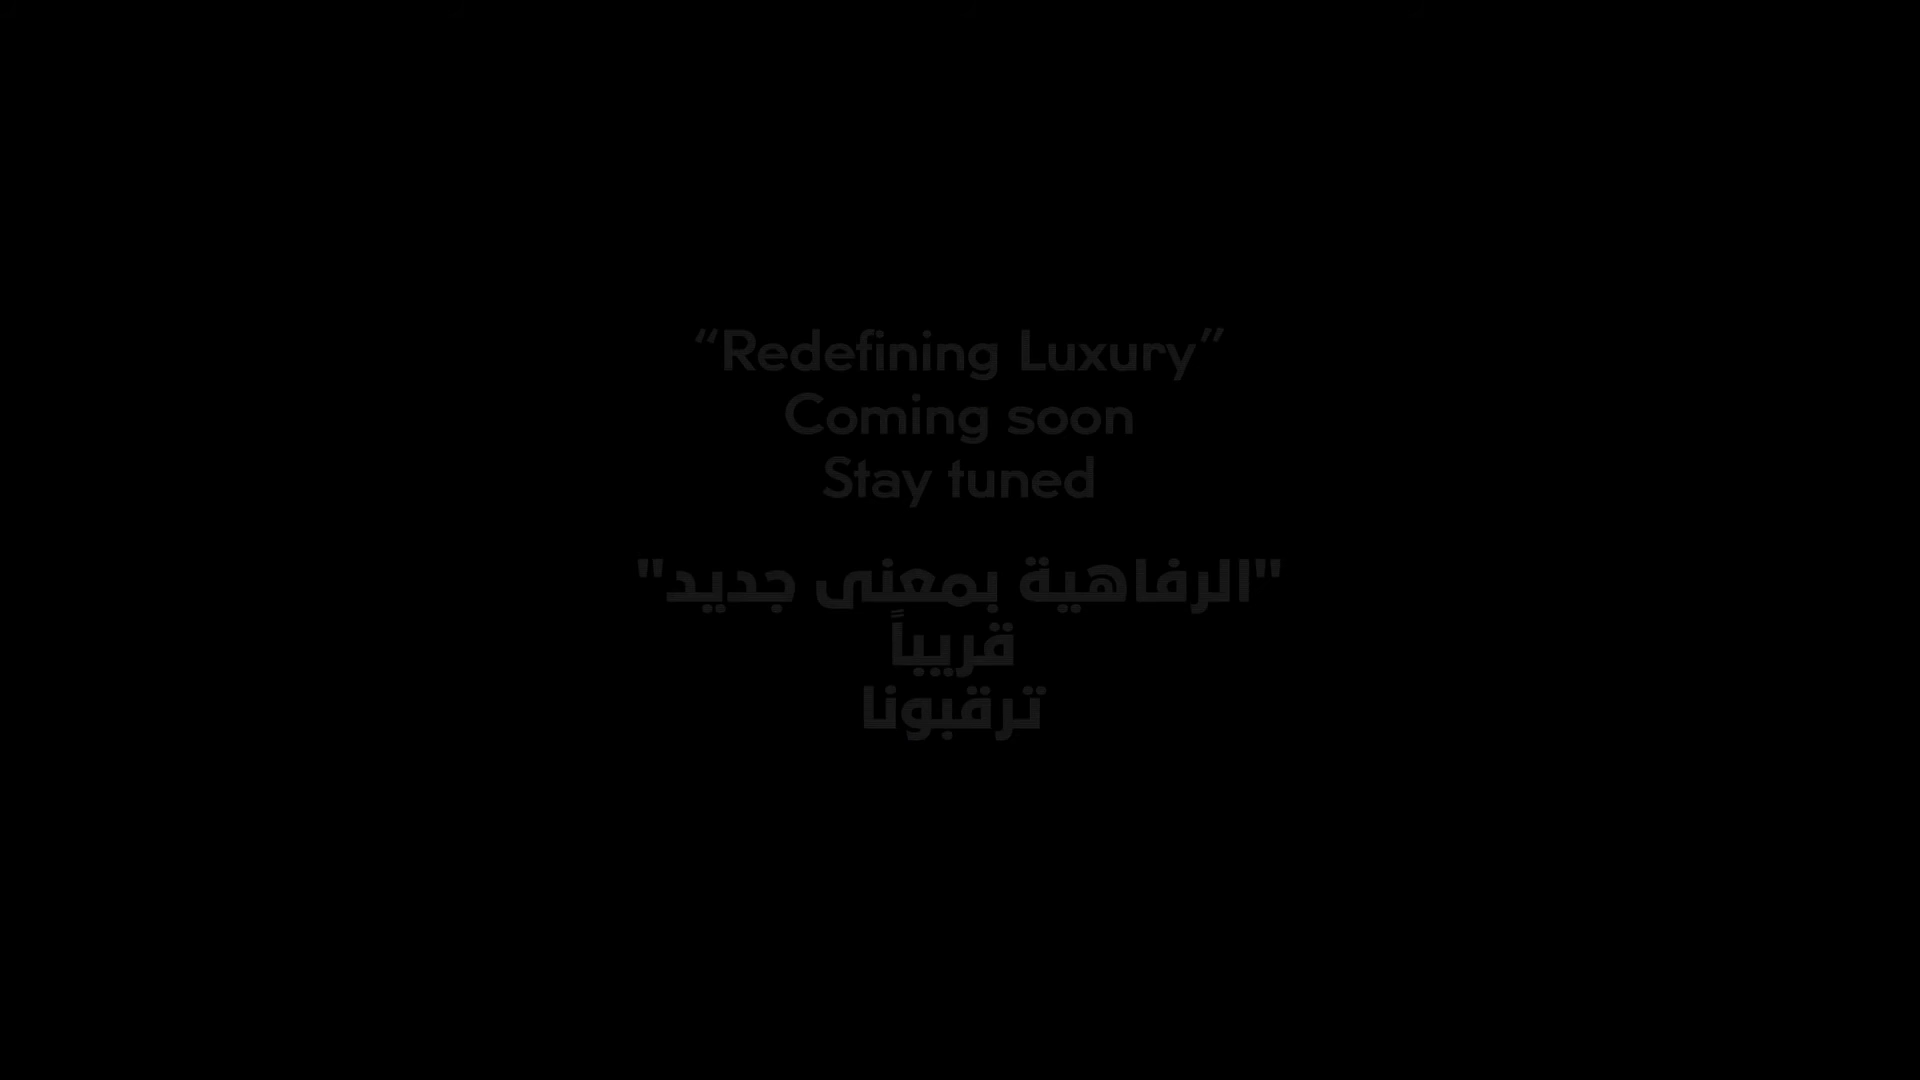 “Redefining Luxury”
Coming soon
Stay tuned
"الرفاهية بمعنى جديد"
قريباً
ترقبونا